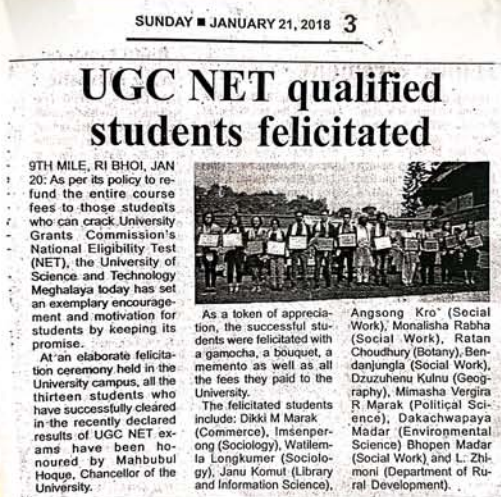 SUNDAY ■ JANUARY 21, 2018 3
UGC NET qualified
students felicitated
9TH MILE, RI BHOI, JAN
20: As per its policy to re-
fund the entire course
fees to those students
who can crack University
Grants Commission's
National Eligibility Test
(NET), the University of
Science and Technology
Meghalaya today has set
an exemplary encourage-
ment and motivation for
students by keeping its
promise.
At an elaborate felicita-
tion ceremony held in the
University campus, all the
thirteen students who
have successfully cleared
in the recently declared
results of UGC NET ex-
ams have been ho-
noured by Mahbubul
Hoque, Chancellor of the
University.
As a token of apprecia-
tion, the successful stu-
dents were felicitated with
a gamocha, a bouquet, a
memento as well as all
the fees they paid to the
University.
The felicitated students
include: Dikki M Marak
(Commerce), Imsenper-
ong (Sociology), Watilem-
la Longkumer (Sociolo-
gy), Janu Komut (Library
and Information Science),
Angsong Kro (Social
Work), Monalisha Rabha
(Social Work), Ratan
Choudhury (Botany), Ben-
danjungla (Social Work),
Dzuzuhenu Kulnu (Geog-
raphy), Mimasha Vergira
R Marak (Political Sci-
ence), Dakachwapaya
Madar (Environmental
Science) Bhopen Madar
(Social Work) and L. Zhi-
moni (Department of Ru-
ral Development).